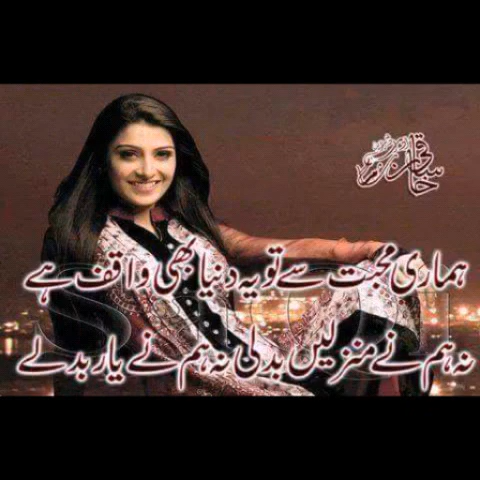 ہماری محبت سے تو یہ دنیا بھی واقف ہے
نہ ہم نے منزلیں بدلی نہ ہم نے یار بدلے